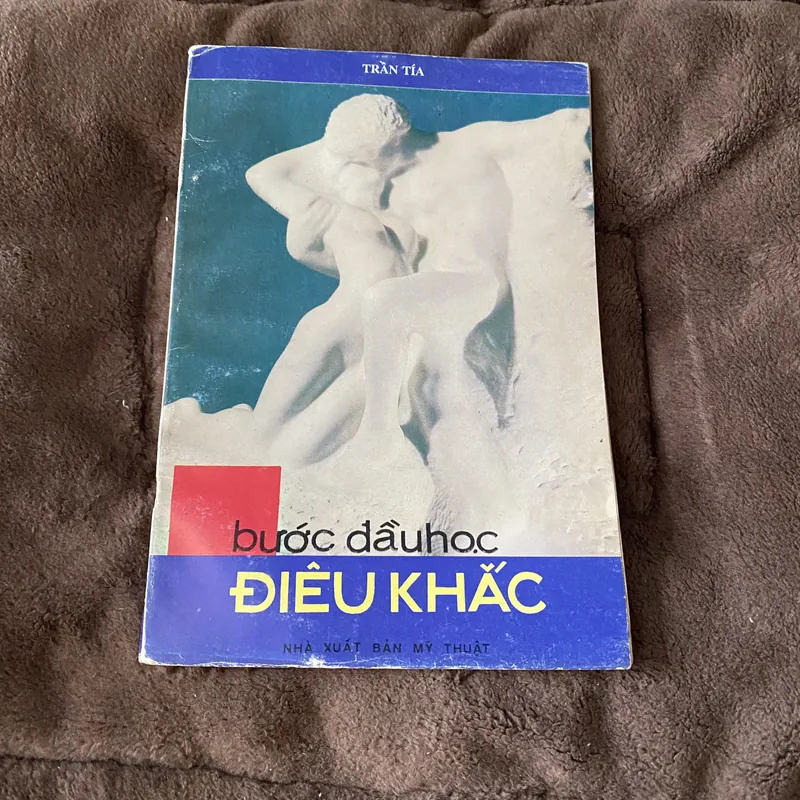 TRẦN TÍA
bước đầu học
ĐIÊU KHẮC
NHÀ XUẤT BẢN MỸ THUẬT